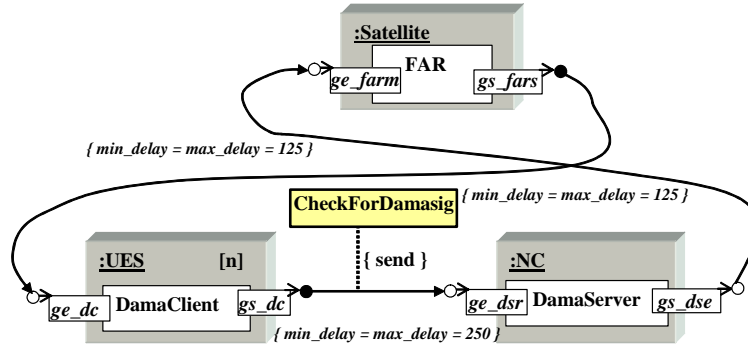 :Satellite
FAR
ge_farm
gs_fars
{ min_delay = max_delay = 125 }
{ min_delay = max_delay = 125 }
CheckForDamasig
:UES [n]
{ send }
:NC
ge_dc
DamaClient
gs_dc
ge_dsr
DamaServer
gs_dse
{ min_delay = max_delay = 250 }